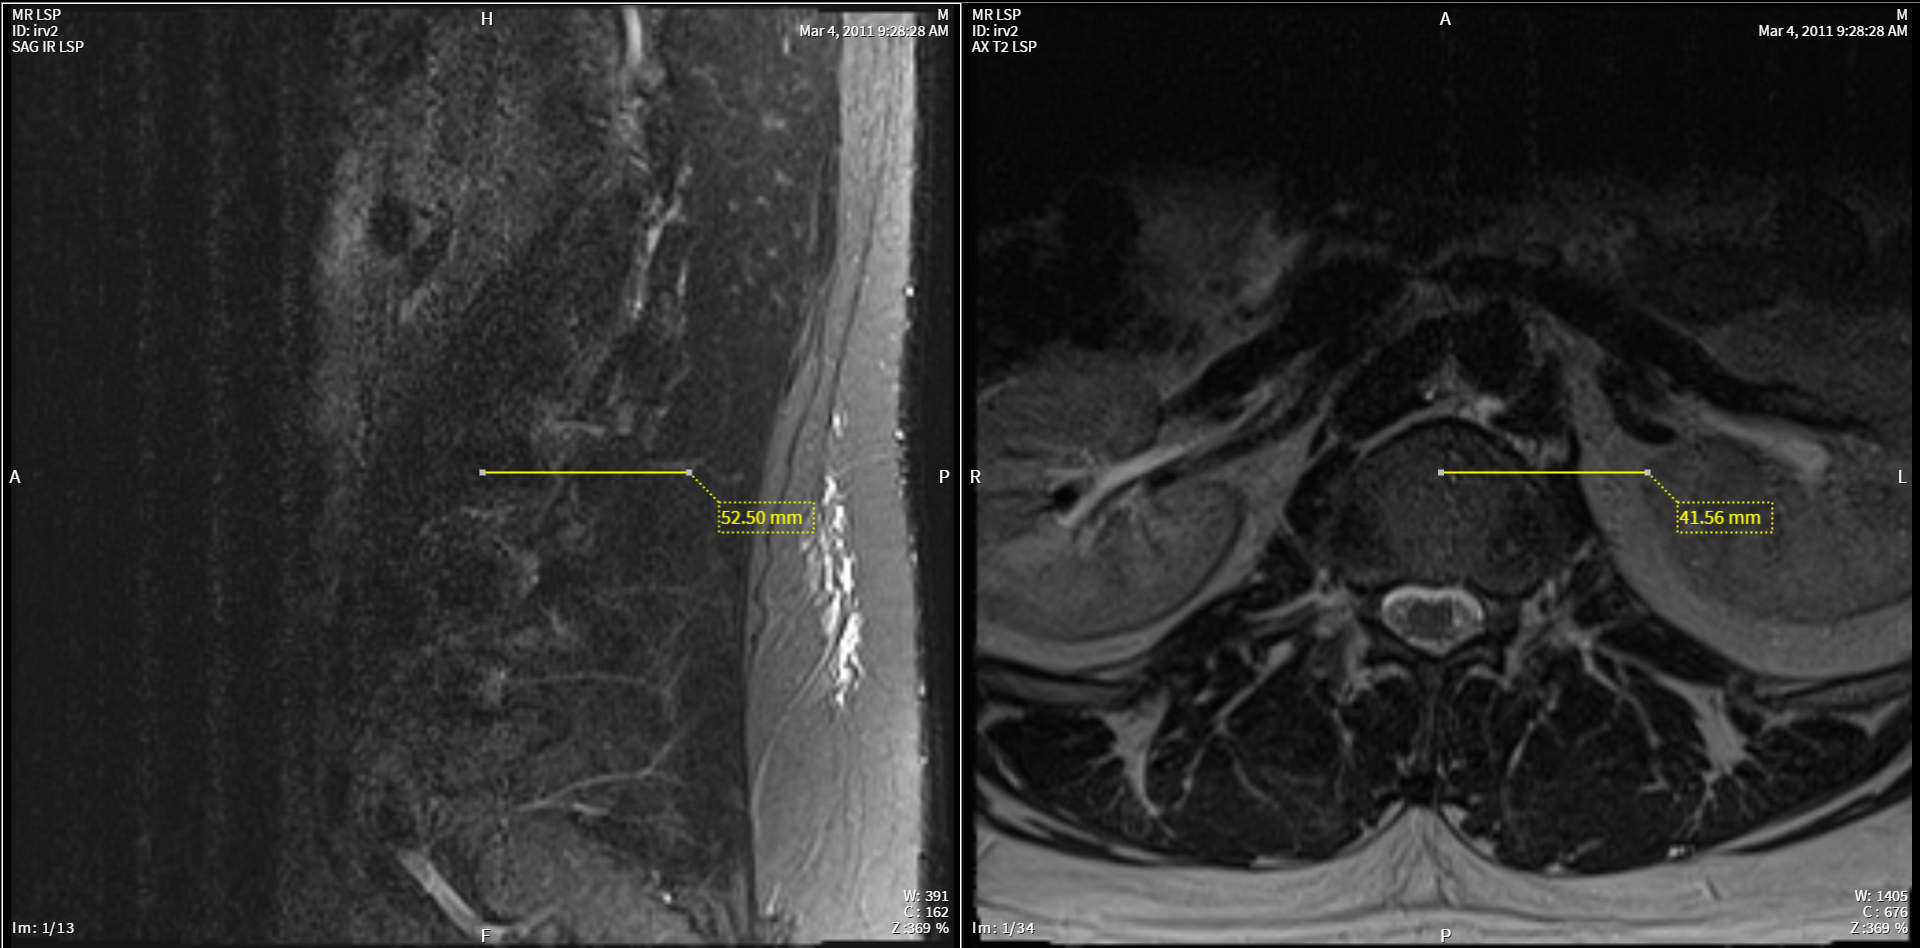 MR LSP
ID: irv2
SAG IR LSP
H
M
Mar 4, 2011 9:28:28 AM
A
P
52.50 mm
Im: 1/13
F
W: 391
C : 162
Z :369 %
MR LSP
ID: irv2
AX T2 LSP
A
M
Mar 4, 2011 9:28:28 AM
R
L
41.56 mm
Im: 1/34
P
W: 1405
C : 676
Z :369 %